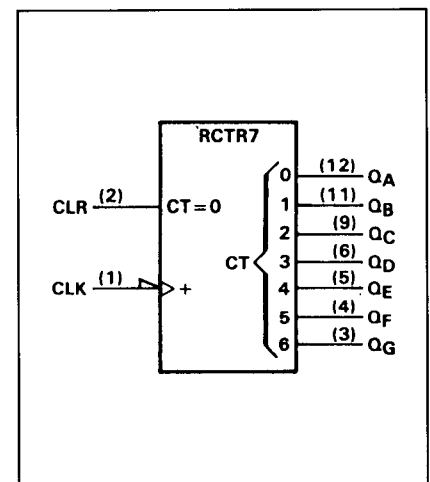 RCTR7
0 (12) QA
CLR (2) CT=0 1 (11) QB
2 (9) QC
CT 3 (6) QD
CLK (1) + 4 (5) QE
5 (4) QF
6 (3) QG